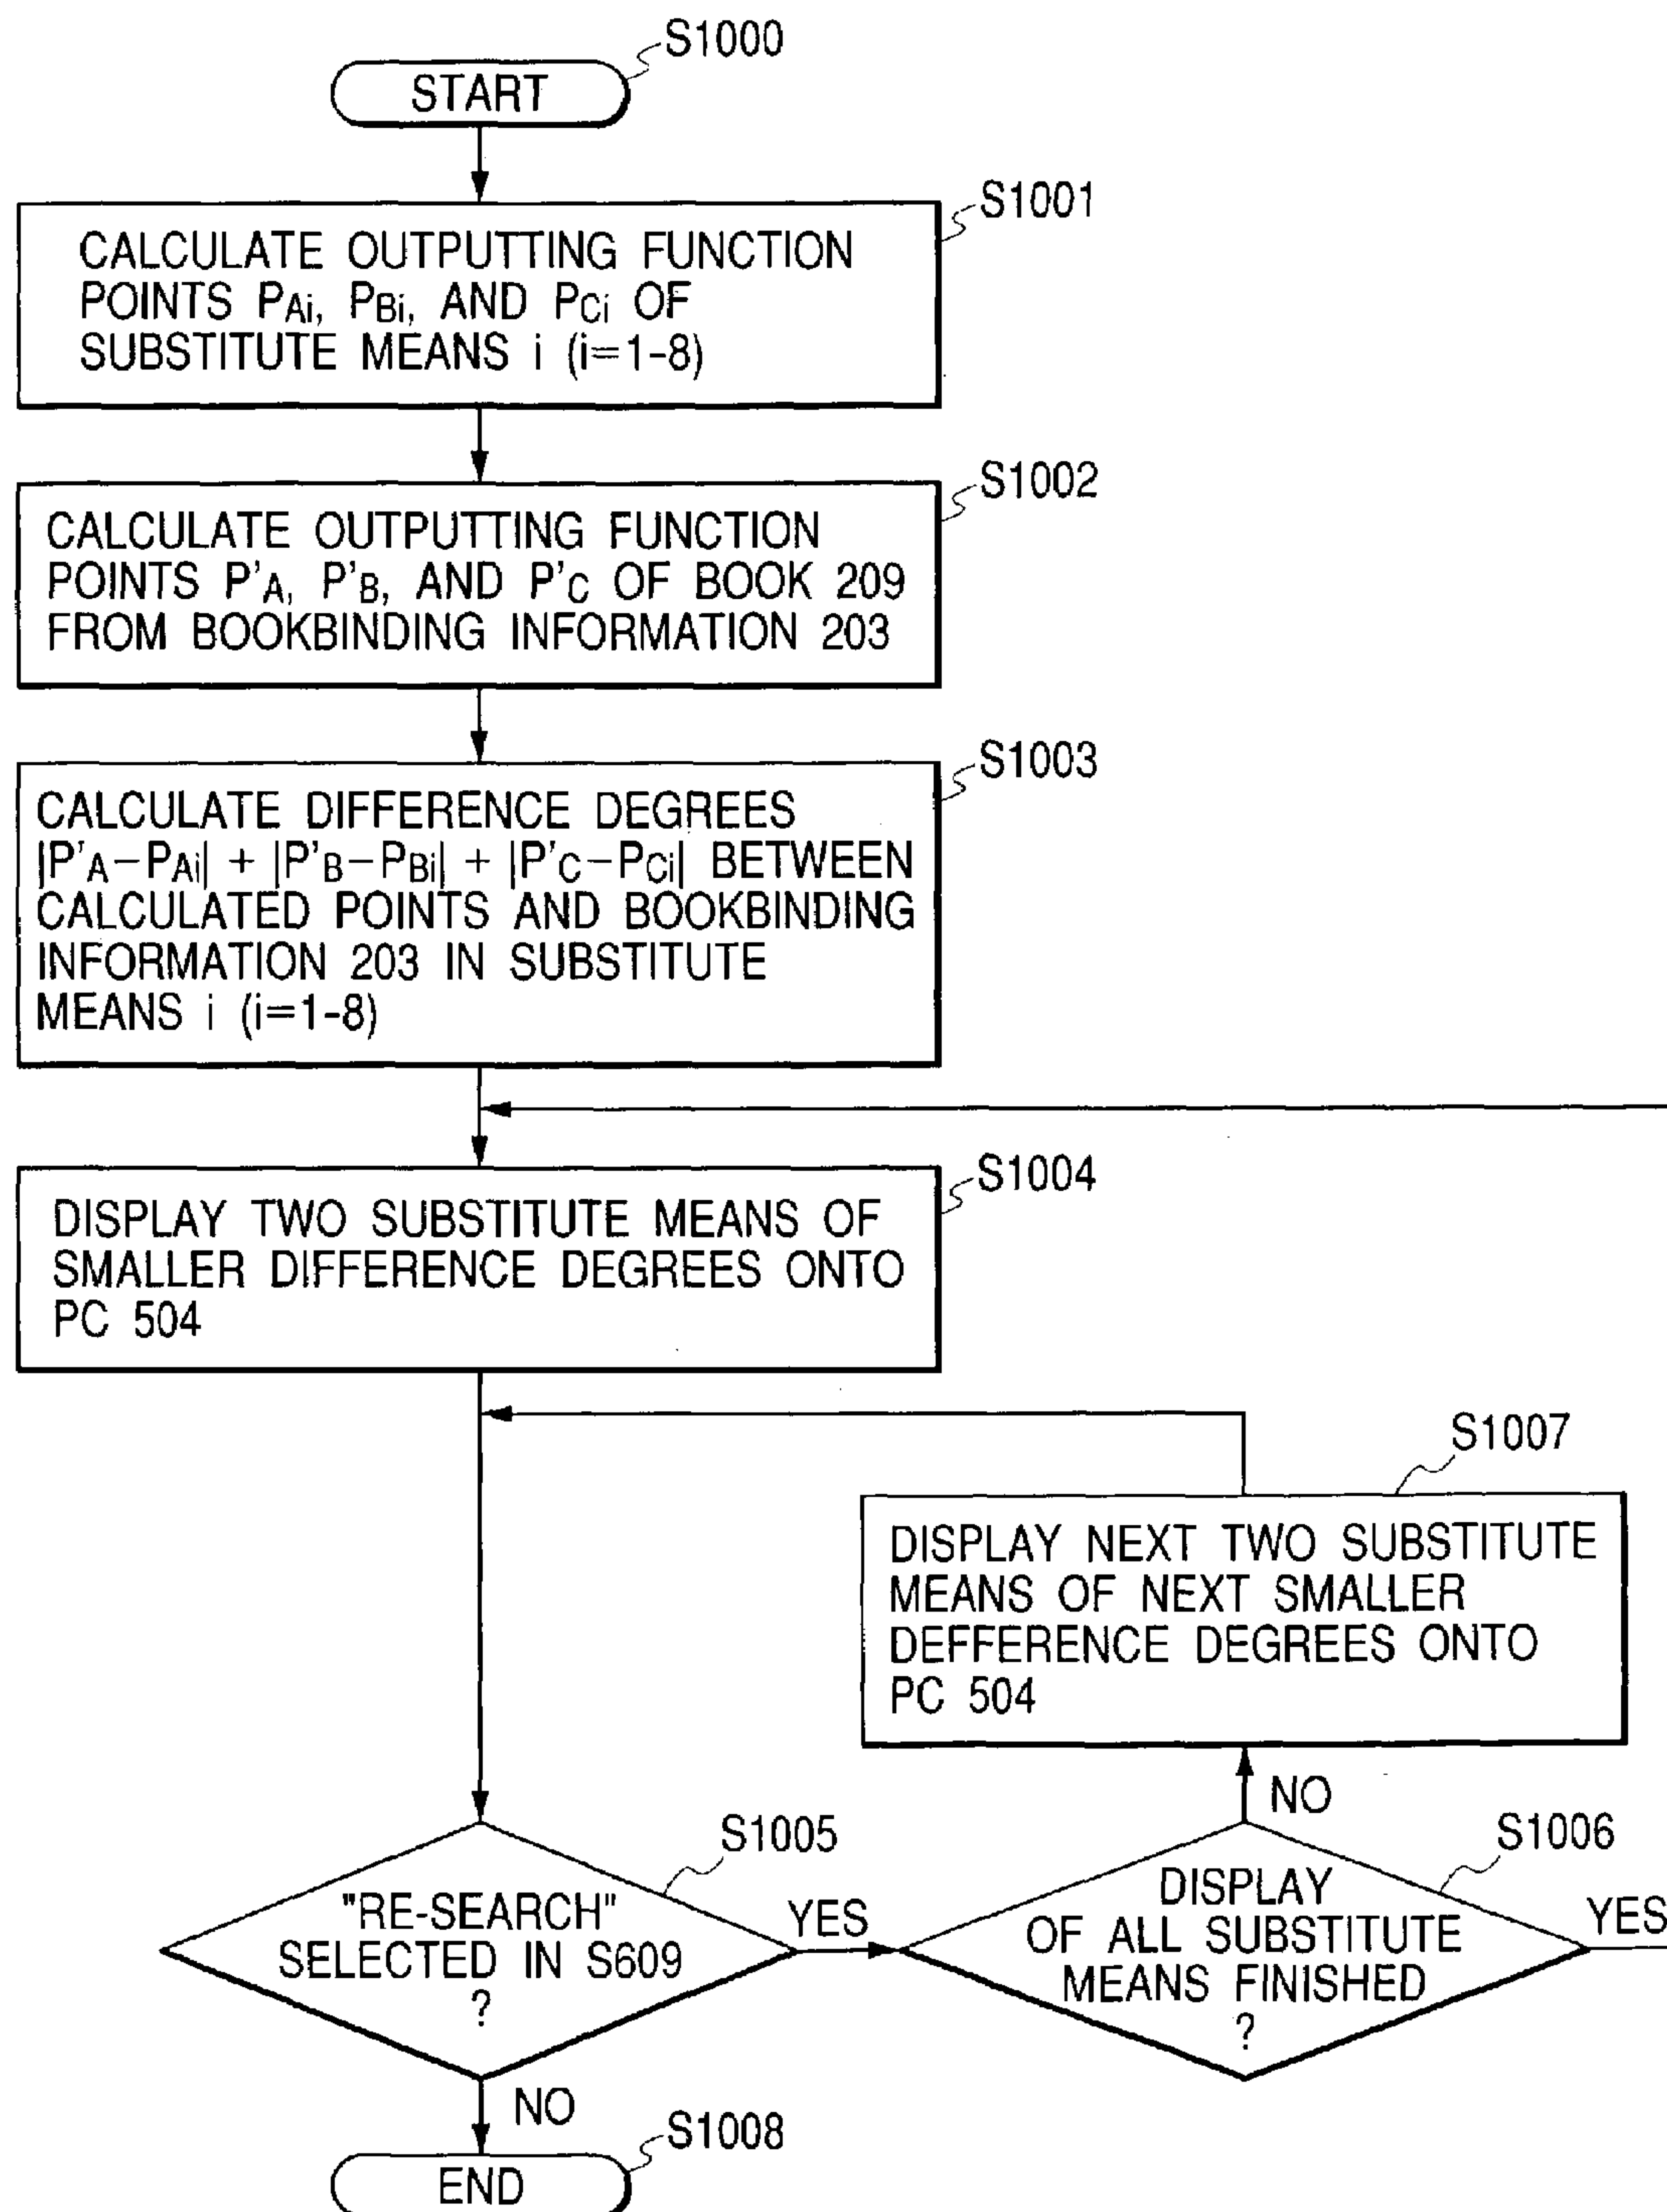 S1000
START
S1001
CALCULATE OUTPUTTING FUNCTION
POINTS PAi, PBi, AND PCi OF
SUBSTITUTE MEANS i (i=1-8)
S1002
CALCULATE OUTPUTTING FUNCTION
POINTS P'A, P'B, AND P'C OF BOOK 209
FROM BOOKBINDING INFORMATION 203
S1003
CALCULATE DIFFERENCE DEGREES
|P'A-PAi| + |P'B-PBi| + |P'C-PCi| BETWEEN
CALCULATED POINTS AND BOOKBINDING
INFORMATION 203 IN SUBSTITUTE
MEANS i (i=1-8)
S1004
DISPLAY TWO SUBSTITUTE MEANS OF
SMALLER DIFFERENCE DEGREES ONTO
PC 504
S1007
DISPLAY NEXT TWO SUBSTITUTE
MEANS OF NEXT SMALLER
DEFFERENCE DEGREES ONTO
PC 504
NO
S1005
"RE-SEARCH"
SELECTED IN S609
?
YES
S1006
DISPLAY
OF ALL SUBSTITUTE
MEANS FINISHED
?
YES
NO
S1008
END